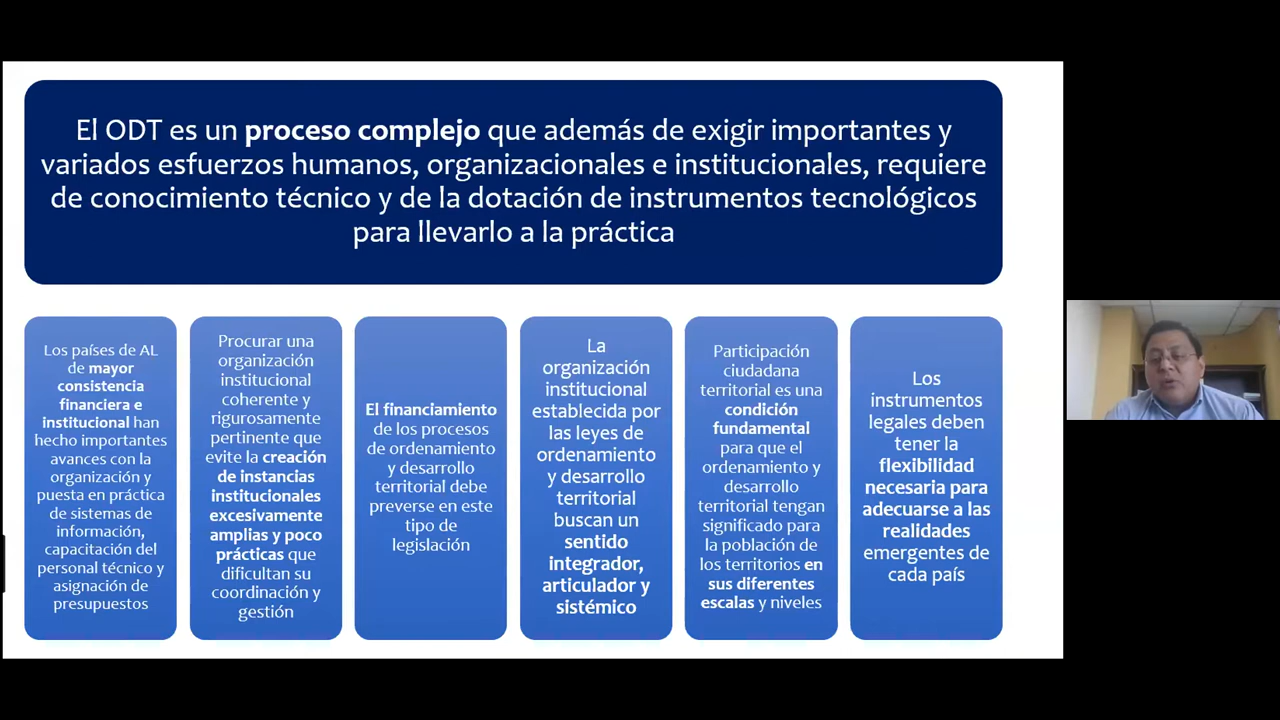 El ODT es un proceso complejo que además de exigir importantes y
variados esfuerzos humanos, organizacionales e institucionales, requiere
de conocimiento técnico y de la dotación de instrumentos tecnológicos
para llevarlo a la práctica
Los países de AL
de mayor
consistencia
financiera e
institucional han
hecho importantes
avances con la
organización y
puesta en práctica
de sistemas de
información,
capacitación del
personal técnico y
asignación de
presupuestos
Procurar una
organización
institucional
coherente y
rigurosamente
pertinente que
evite la creación
de instancias
institucionales
excesivamente
amplias y poco
prácticas que
dificultan su
coordinación y
gestión
El financiamiento
de los procesos
de ordenamiento
y desarrollo
territorial debe
preverse en este
tipo de
legislación
La
organización
institucional
establecida por
las leyes de
ordenamiento
y desarrollo
territorial
buscan un
sentido
integrador,
articulador y
sistémico
Participación
ciudadana
territorial es una
condición
fundamental
para que el
ordenamiento y
desarrollo
territorial tengan
significado para
la población de
los territorios en
sus diferentes
escalas y niveles
Los
instrumentos
legales deben
tener la
flexibilidad
necesaria para
adecuarse a las
realidades
emergentes de
cada país